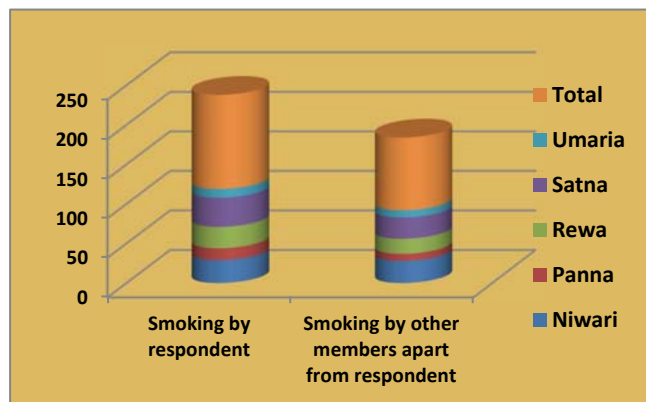 250
200
150
100
50
0
Smoking by
respondent
Smoking by other
members apart
from respondent
Total
Umaria
Satna
Rewa
Panna
Niwari